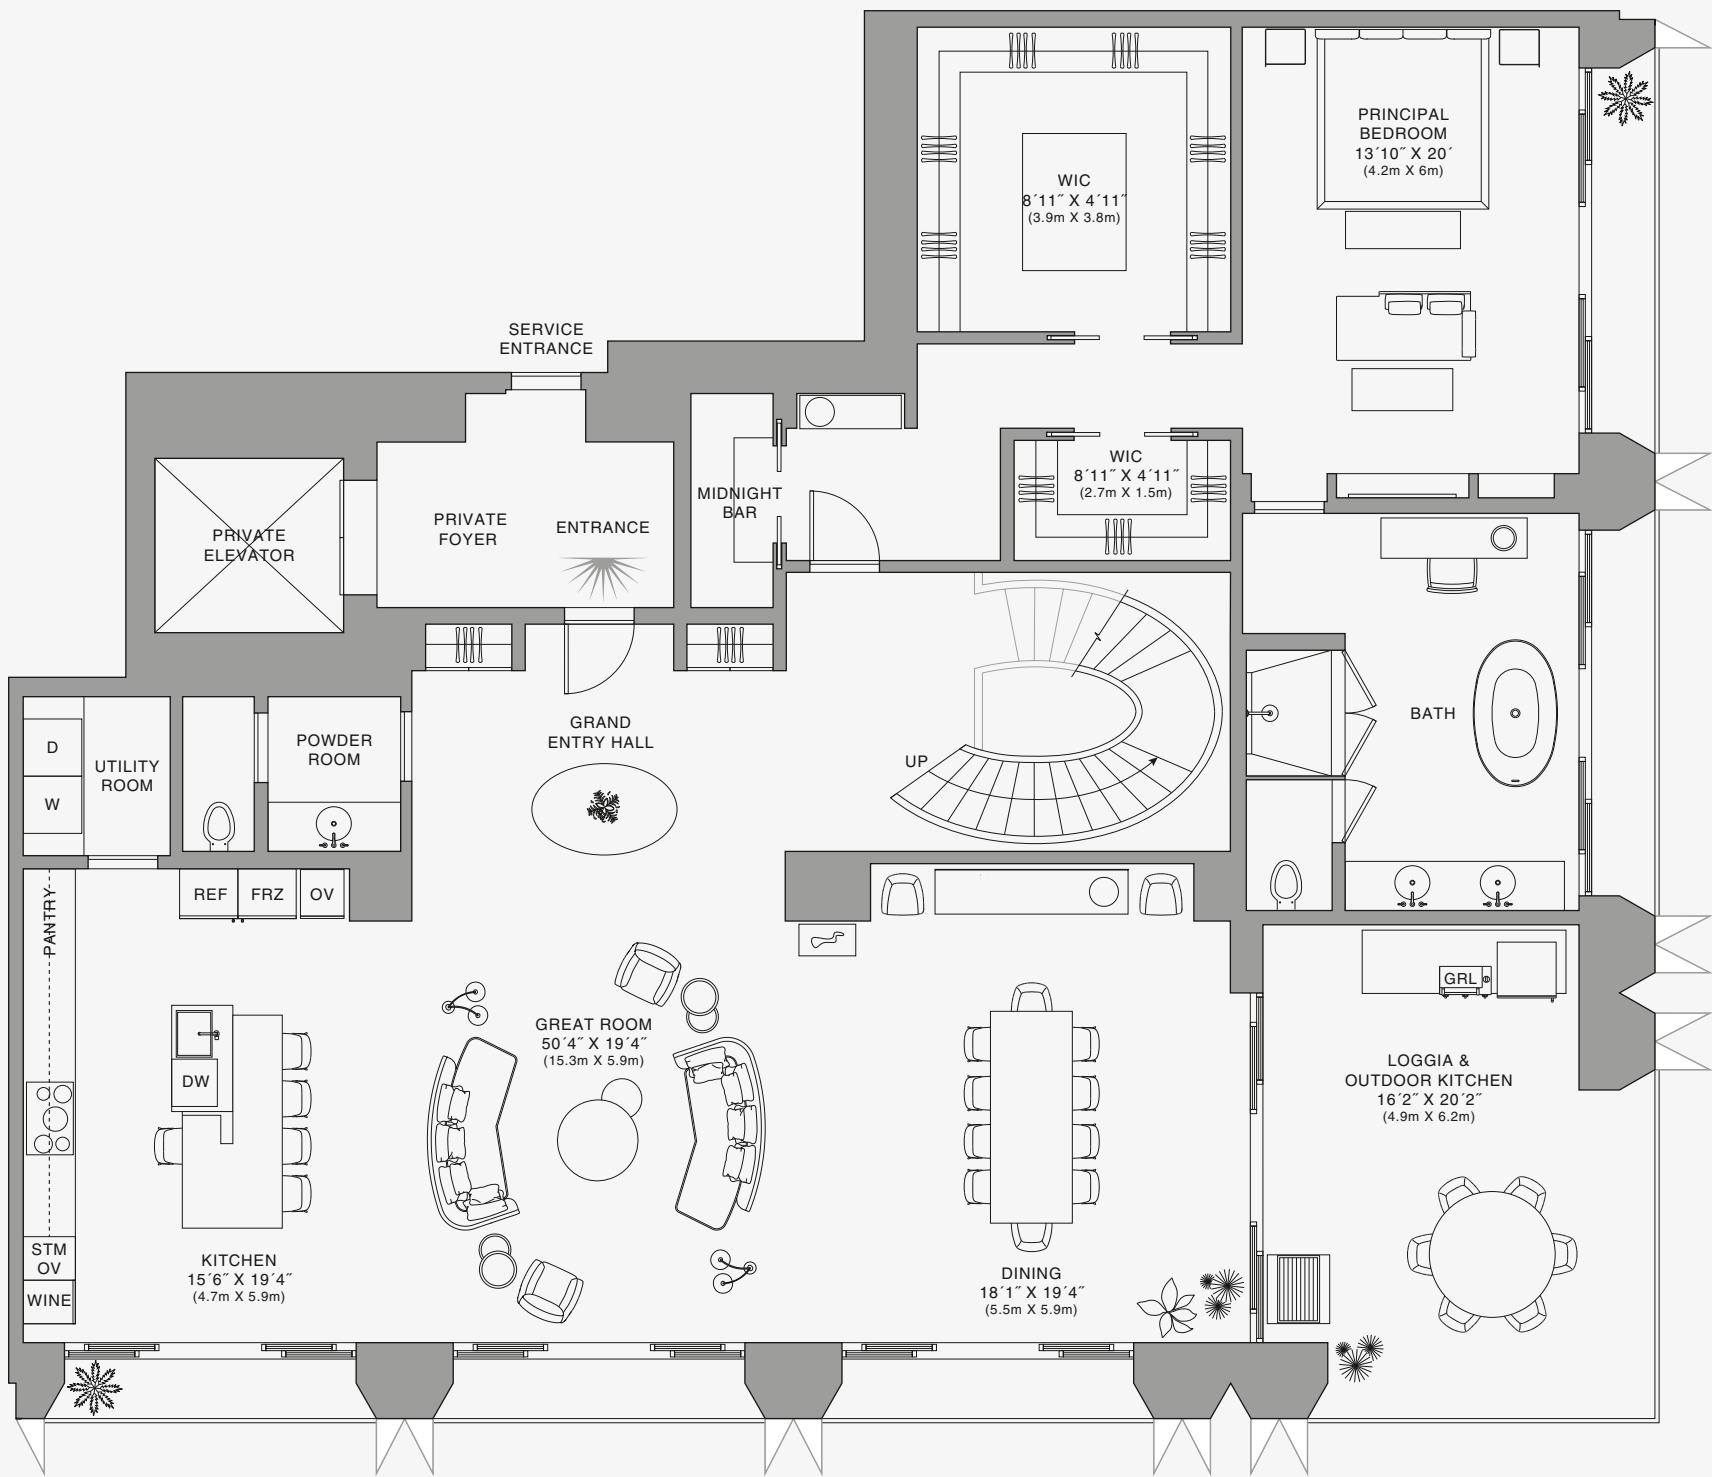 PRINCIPAL
BEDROOM
13´10˝ X 20´
(4.2m X 6m)
WIC
8´11˝ X 4´11˝
(3.9m X 3.8m)
SERVICE
ENTRANCE
WIC
8´11˝ X 4´11˝
(2.7m X 1.5m)
MIDNIGHT
BAR
PRIVATE
FOYER
ENTRANCE
PRIVATE
ELEVATOR
GRAND
ENTRY HALL
BATH
POWDER
ROOM
UTILITY
ROOM
D
W
UP
REF
FRZ
OV
PANTRY
GRL
GREAT ROOM
50´4˝ X 19´4˝
(15.3m X 5.9m)
DW
LOGGIA &
OUTDOOR KITCHEN
16´2˝ X 20´2˝
(4.9m X 6.2m)
STM
OV
WINE
KITCHEN
15´6˝ X 19´4˝
(4.7m X 5.9m)
DINING
18´1˝ X 19´4˝
(5.5m X 5.9m)